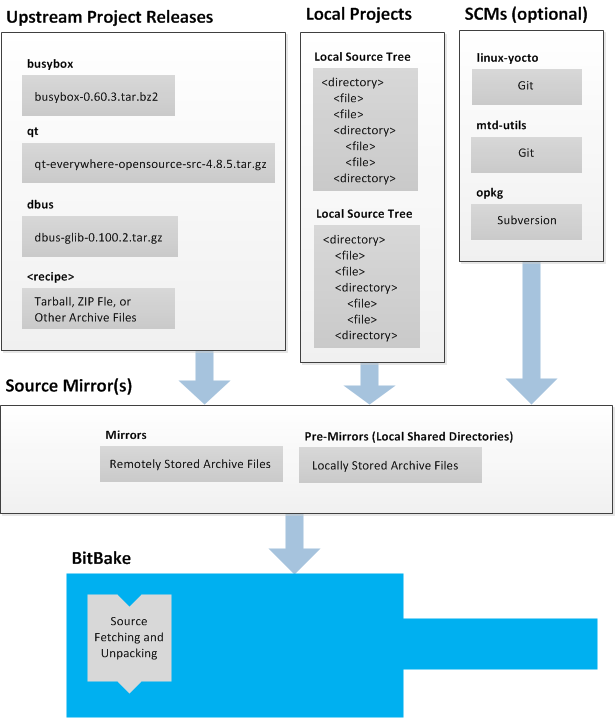 Upstream Project Releases
busybox
busybox-0.60.3.tar.bz2
qt
qt-everywhere-opensource-src-4.8.5.tar.gz
dbus
dbus-glib-0.100.2.tar.gz
<recipe>
Tarball, ZIP Fle, or
Other Archive Files
Local Projects
Local Source Tree
<directory>
<file>
<file>
<directory>
<file>
<file>
<directory>
Local Source Tree
<directory>
<file>
<file>
<directory>
<file>
<file>
<directory>
SCMs (optional)
linux-yocto
Git
mtd-utils
Git
opkg
Subversion
Source Mirror(s)
Mirrors
Remotely Stored Archive Files
Pre-Mirrors (Local Shared Directories)
Locally Stored Archive Files
BitBake
Source
Fetching and
Unpacking